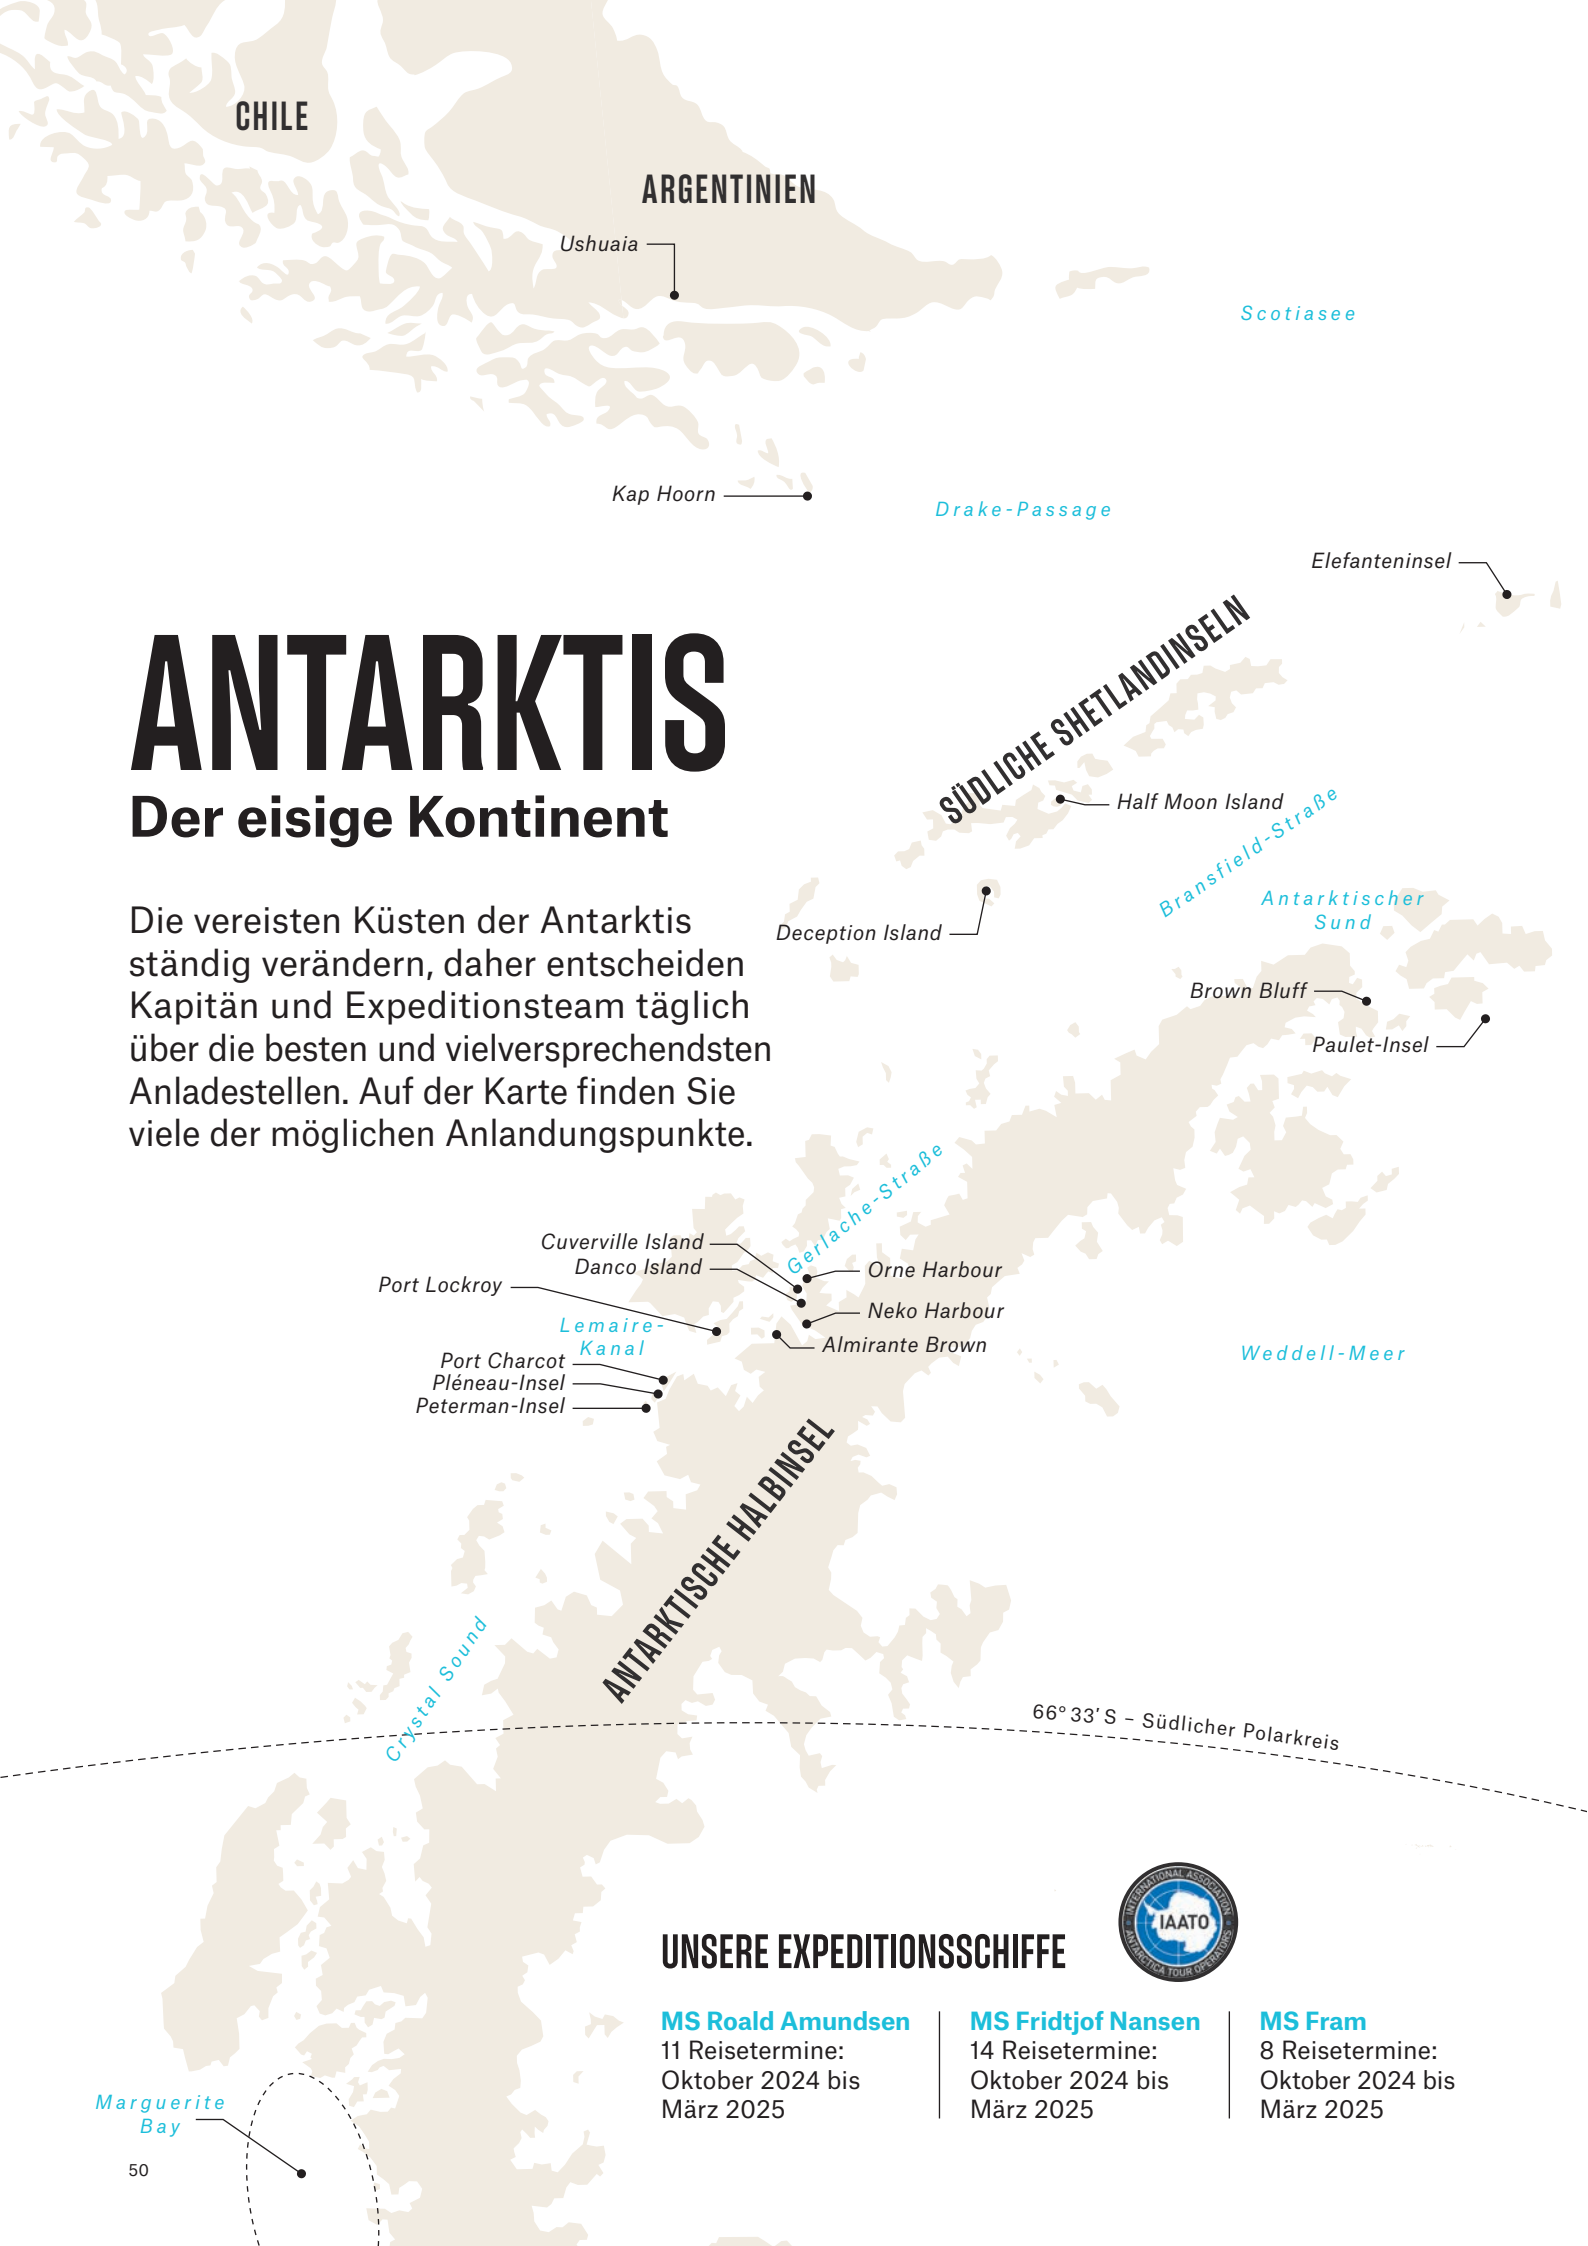 CHILE
ARGENTINIEN
Ushuaia
Scotiasee
Kap Hoorn
Drake-Passage
Elefanteninsel
SÜDLICHE SHETLANDINSELN
ANTARKTIS
Der eisige Kontinent
Half Moon Island
Bransfield-Straße
Die vereisten Küsten der Antarktis
ständig verändern, daher entscheiden
Kapitän und Expeditionsteam täglich
über die besten und vielversprechendsten
Anladestellen. Auf der Karte finden Sie
viele der möglichen Anlandungspunkte.
Antarktischer
Sund
Deception Island
Brown Bluff
Paulet-Insel
Gerlache-Straße
Cuverville Island
Danco Island
Port Lockroy
Orne Harbour
Neko Harbour
Almirante Brown
Lemaire-
Kanal
Port Charcot
Pléneau-Insel
Peterman-Insel
Weddell-Meer
ANTARKTISCHE HALBINSEL
Crystal Sound
66° 33′ S – Südlicher Polarkreis
INTERNATIONAL ASSOCIATION
IAATO
ANTARCTICA TOUR OPERATORS
UNSERE EXPEDITIONSSCHIFFE
MS Roald Amundsen
11 Reisetermine:
Oktober 2024 bis
März 2025
MS Fridtjof Nansen
14 Reisetermine:
Oktober 2024 bis
März 2025
MS Fram
8 Reisetermine:
Oktober 2024 bis
März 2025
Marguerite
Bay
50